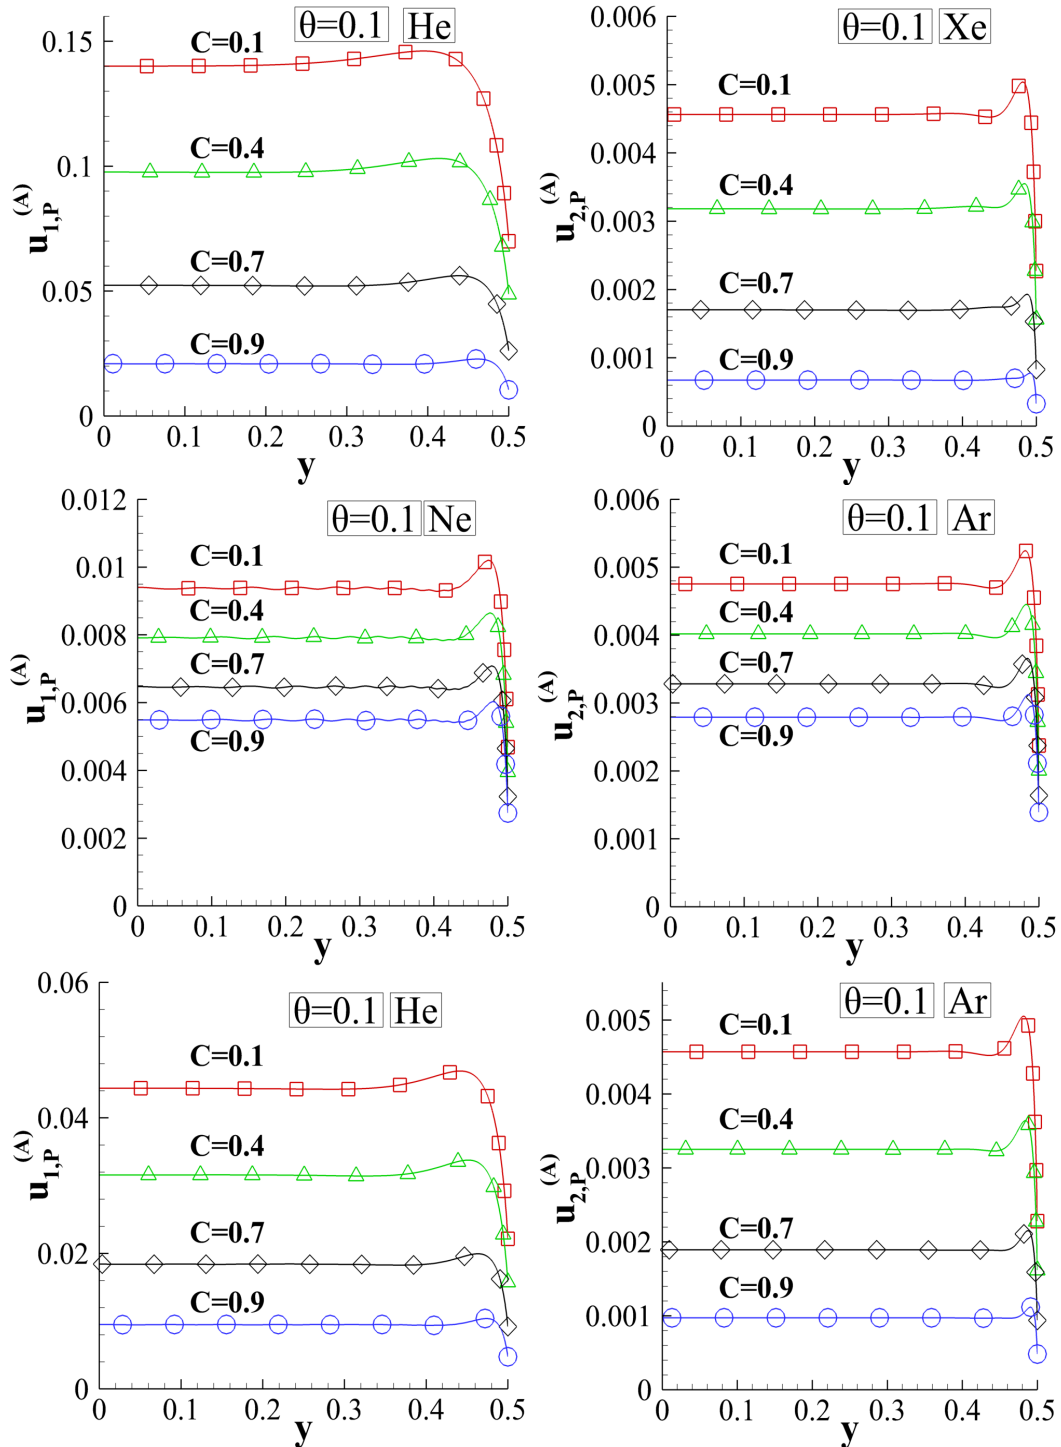 θ=0.1 He
C=0.1
C=0.4
C=0.7
C=0.9
0.15
0.1
0.05
0
u1,P(A)
0 0.1 0.2 0.3 0.4 0.5
y
θ=0.1 Xe
C=0.1
C=0.4
C=0.7
C=0.9
0.006
0.005
0.004
0.003
0.002
0.001
0
u2,P(A)
0 0.1 0.2 0.3 0.4 0.5
y
θ=0.1 Ne
C=0.1
C=0.4
C=0.7
C=0.9
0.012
0.01
0.008
0.006
0.004
0.002
0
u1,P(A)
0 0.1 0.2 0.3 0.4 0.5
y
θ=0.1 Ar
C=0.1
C=0.4
C=0.7
C=0.9
0.006
0.005
0.004
0.003
0.002
0.001
0
u2,P(A)
0 0.1 0.2 0.3 0.4 0.5
y
θ=0.1 He
C=0.1
C=0.4
C=0.7
C=0.9
0.06
0.04
0.02
0
u1,P(A)
0 0.1 0.2 0.3 0.4 0.5
y
θ=0.1 Ar
C=0.1
C=0.4
C=0.7
C=0.9
0.005
0.004
0.003
0.002
0.001
0
u2,P(A)
0 0.1 0.2 0.3 0.4 0.5
y